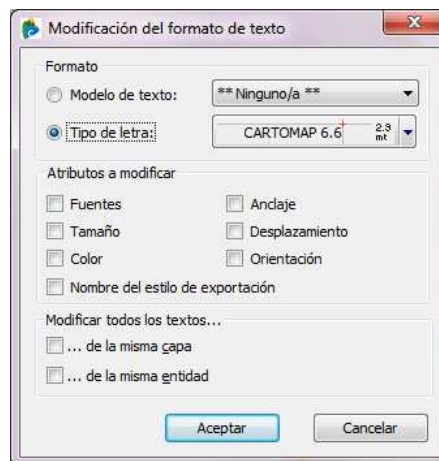 Modificación del formato de texto
Formato
Modelo de texto: ** Ninguno/a **
Tipo de letra: CARTOMAP 6.6 2.9 mt
Atributos a modificar
Fuentes Anclaje
Tamaño Desplazamiento
Color Orientación
Nombre del estilo de exportación
Modificar todos los textos...
... de la misma capa
... de la misma entidad
Aceptar Cancelar